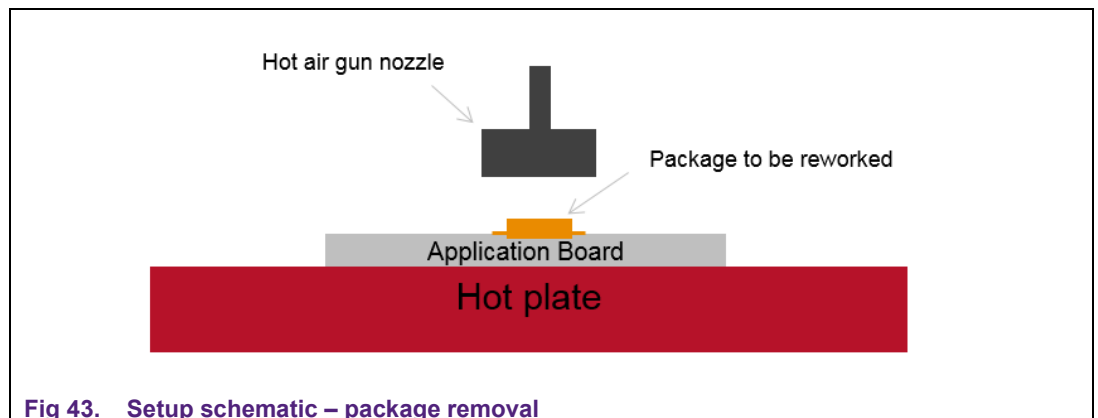 Hot air gun nozzle
Package to be reworked
Application Board
Hot plate
Fig 43. Setup schematic – package removal